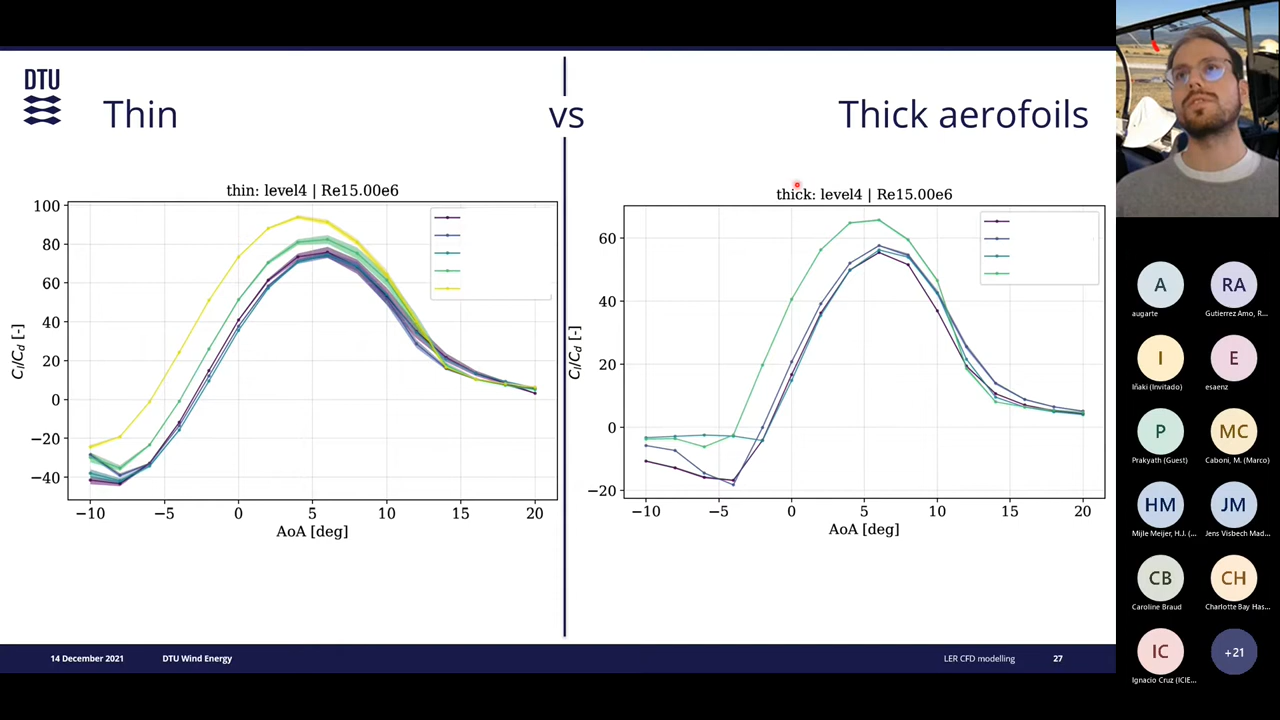 DTU
Thin
vs
Thick aerofoils
thin: level4 | Re15.00e6
100
80
60
40
20
0
−20
−40
−10
−5
0
5
10
15
20
AoA [deg]
Cl/Cd [-]
thick: level4 | Re15.00e6
60
40
20
0
−20
−10
−5
0
5
10
15
20
AoA [deg]
Cl/Cd [-]
14 December 2021
DTU Wind Energy
LER CFD modelling
27
A
augarte
RA
Gutierrez Amo, R...
I
Iñaki (Invitado)
E
esaenz
P
Prakyath (Guest)
MC
Caboni, M. (Marco)
HM
Mijle Meijer, H.J. (...
JM
Jens Visbech Mad...
CB
Caroline Braud
CH
Charlotte Bay Has...
IC
Ignacio Cruz (ICIE...
+21